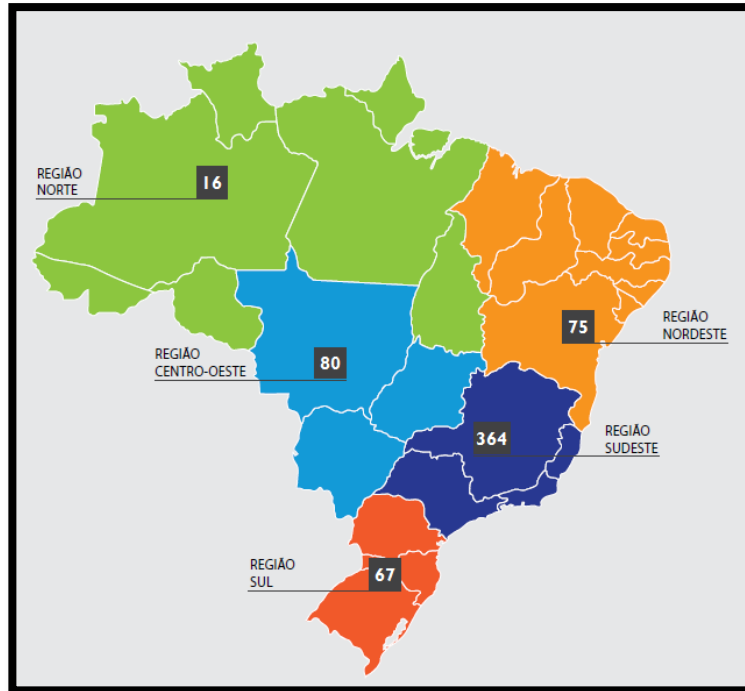 REGIÃO
NORTE
16
REGIÃO
NORDESTE
75
REGIÃO
CENTRO-OESTE
80
REGIÃO
SUDESTE
364
REGIÃO
SUL
67